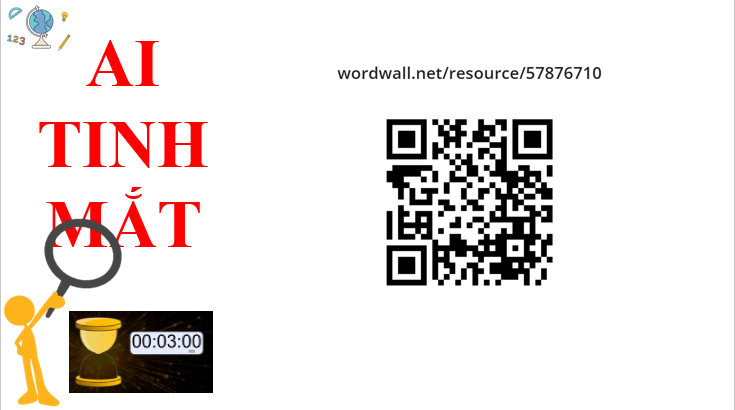 123
AI
TINH
MẮT
wordwall.net/resource/57876710
00:03:00